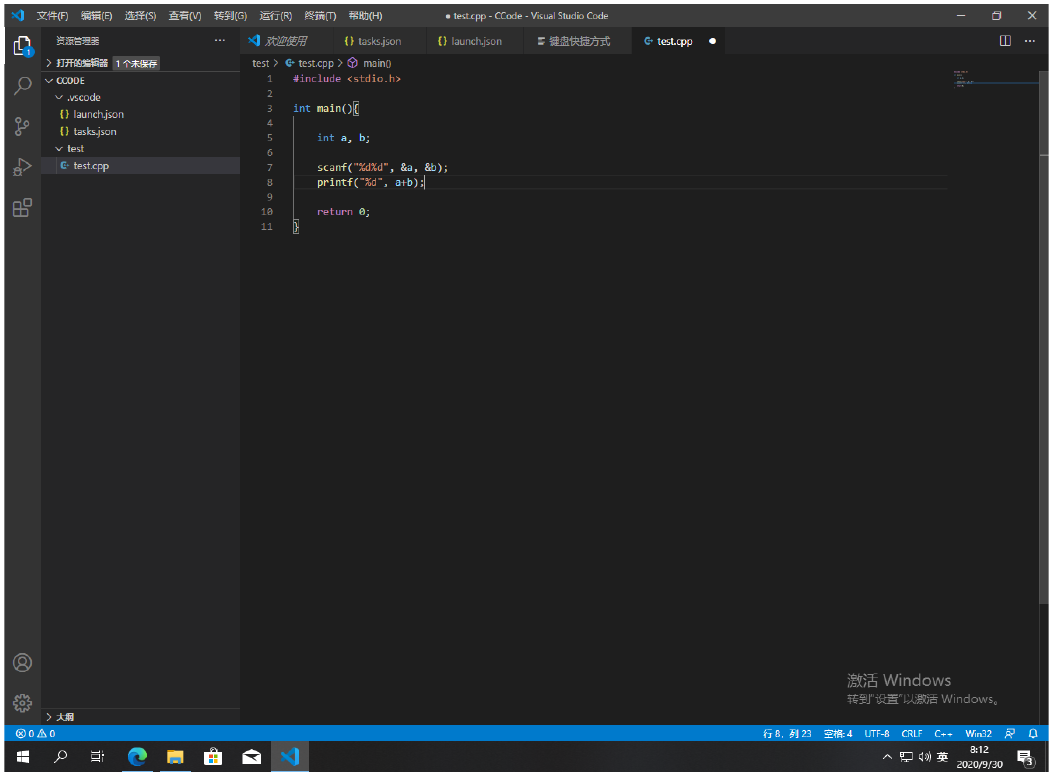 文件(F) 编辑(E) 选择(S) 查看(V) 转到(G) 运行(R) 终端(T) 帮助(H) ● test.cpp - CCode - Visual Studio Code
资源管理器 ···
欢迎使用 {} tasks.json {} launch.json 键盘快捷方式 test.cpp ●
1
打开的编辑器 1 个未保存
test > test.cpp > main()
CCODE
.vscode
{} launch.json
{} tasks.json
test
test.cpp
1 #include <stdio.h>
2
3 int main(){
4
5 int a, b;
6
7 scanf("%d%d", &a, &b);
8 printf("%d", a+b);
9
10 return 0;
11 }
激活 Windows
转到"设置"以激活 Windows。
大纲
0 0 行 8，列 23 空格: 4 UTF-8 CRLF C++ Win32
英 8:12
2020/9/30
3